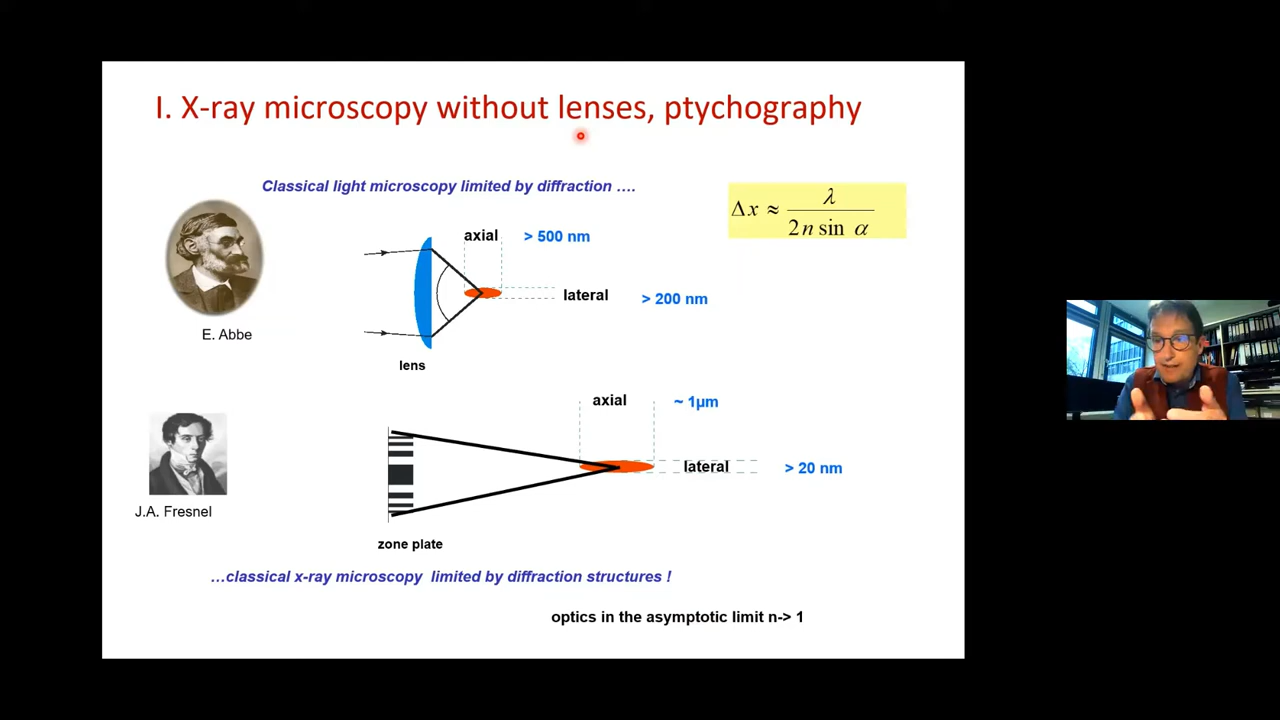 I. X-ray microscopy without lenses, ptychography
Classical light microscopy limited by diffraction ….
Δx ≈ λ / 2 n sin α
axial > 500 nm
lateral > 200 nm
E. Abbe
lens
axial ~ 1µm
lateral > 20 nm
J.A. Fresnel
zone plate
…classical x-ray microscopy limited by diffraction structures !
optics in the asymptotic limit n-> 1